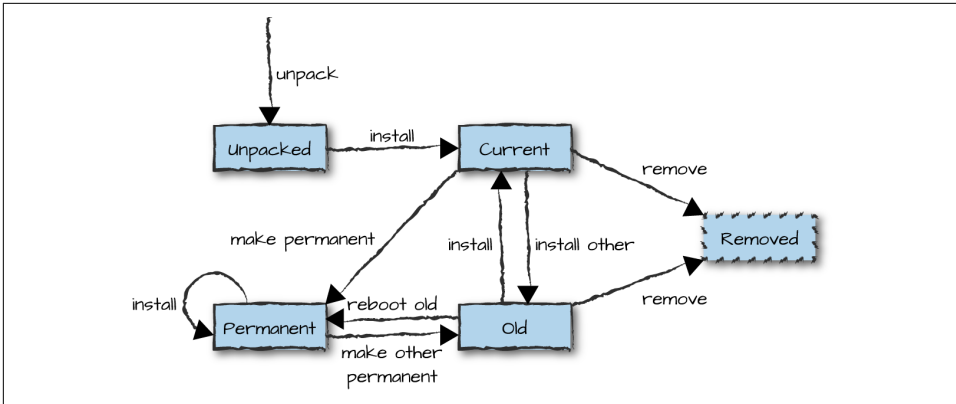 unpack
Unpacked
install
Current
remove
make permanent
install
install other
Removed
install
reboot old
remove
Permanent
Old
make other
permanent